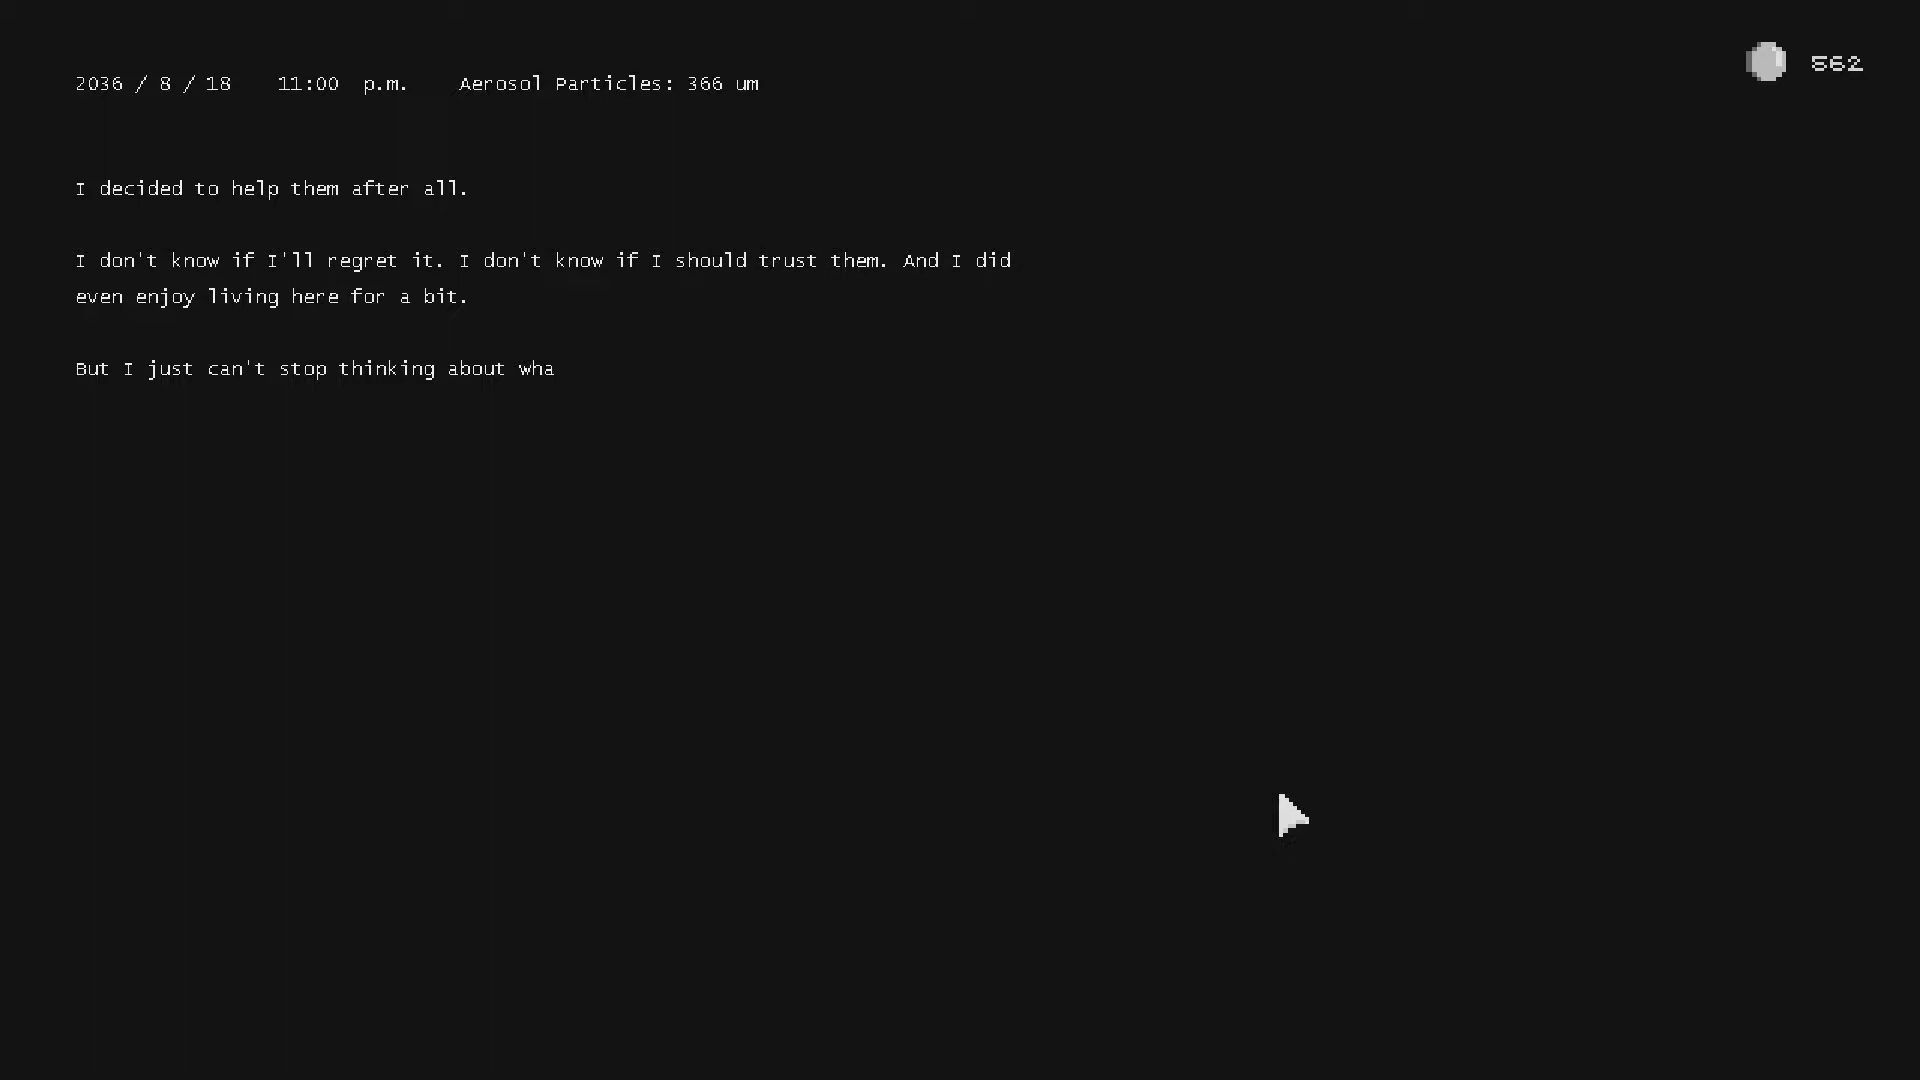 2036 / 8 / 18 11:00 p.m. Aerosol Particles: 366 um
562
I decided to help them after all.
I don't know if I'll regret it. I don't know if I should trust them. And I did
even enjoy living here for a bit.
But I just can't stop thinking about wha